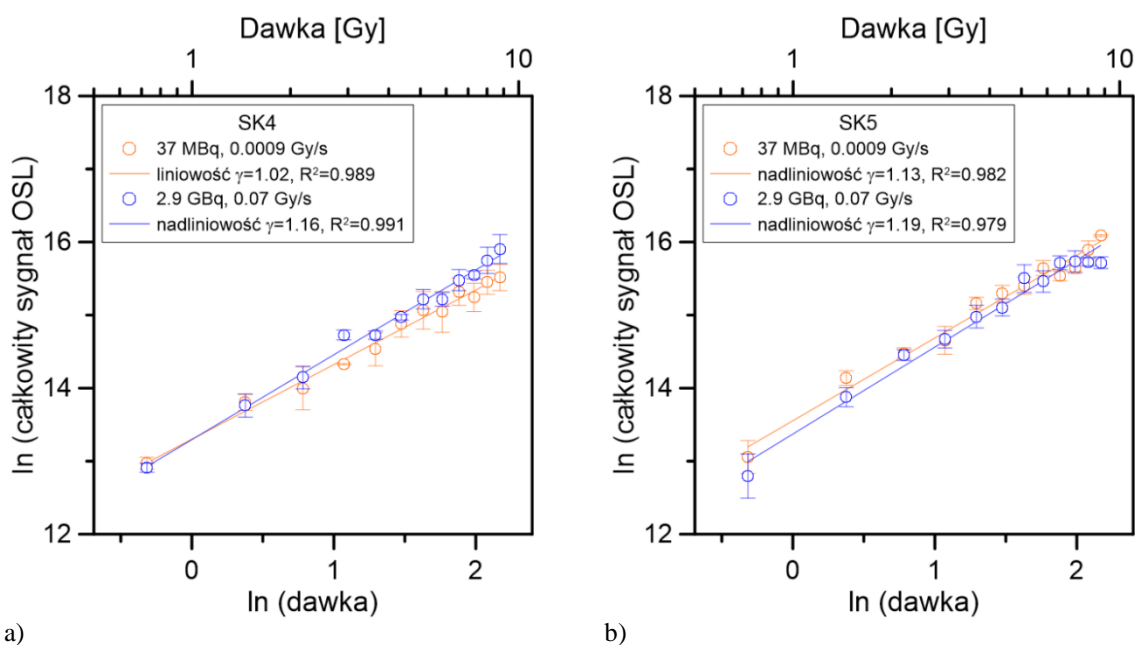 Dawka [Gy]
1
10
18
16
14
12
SK4
37 MBq, 0.0009 Gy/s
liniowość γ=1.02, R²=0.989
2.9 GBq, 0.07 Gy/s
nadliniowość γ=1.16, R²=0.991
ln (całkowity sygnał OSL)
0
1
2
ln (dawka)
a)
Dawka [Gy]
1
10
18
16
14
12
SK5
37 MBq, 0.0009 Gy/s
nadliniowość γ=1.13, R²=0.982
2.9 GBq, 0.07 Gy/s
nadliniowość γ=1.19, R²=0.979
ln (całkowity sygnał OSL)
0
1
2
ln (dawka)
b)